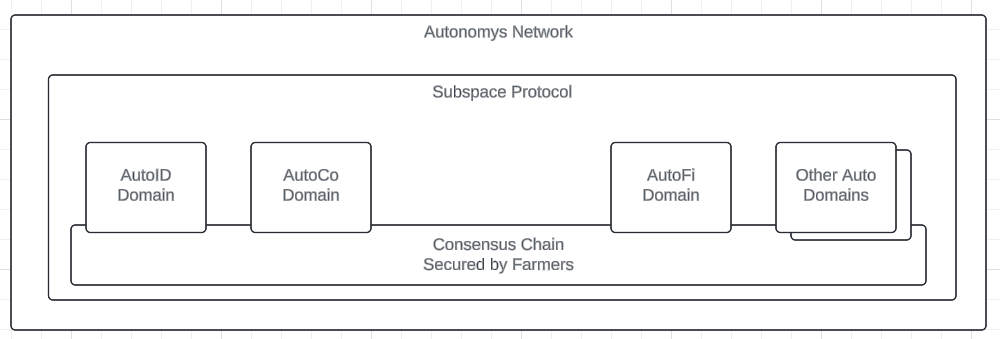 Autonomys Network
Subspace Protocol
AutoID
Domain
AutoCo
Domain
AutoFi
Domain
Other Auto
Domains
Consensus Chain
Secured by Farmers